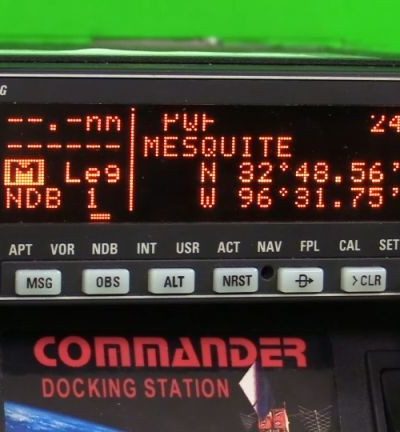 G
--.-nm PWF 24
------ MESQUITE
M Leg N 32°48.56'
NDB 1 W 96°31.75'
APT VOR NDB INT USR ACT NAV FPL CAL SET
MSG OBS ALT NRST D >CLR
COMMANDER
DOCKING STATION